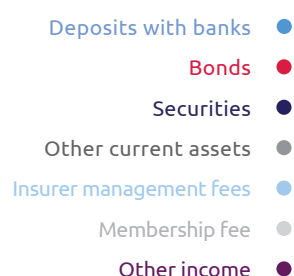 Deposits with banks
Bonds
Securities
Other current assets
Insurer management fees
Membership fee
Other income